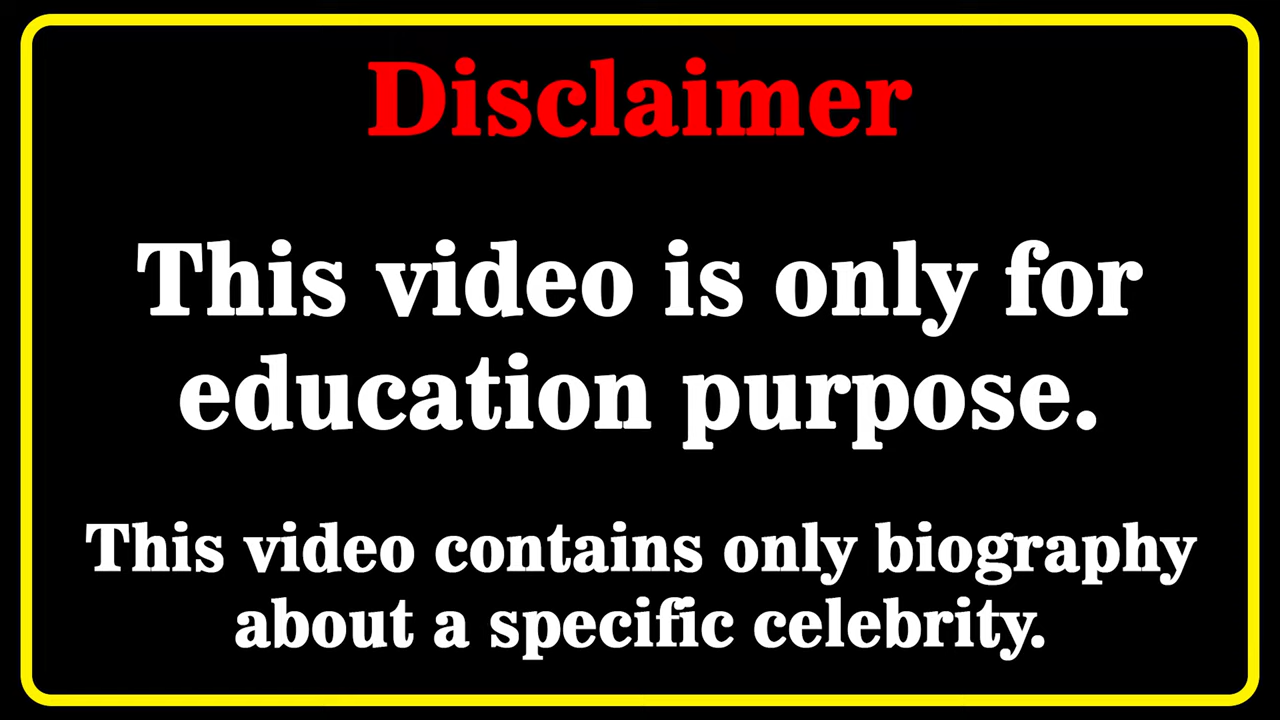 Disclaimer
This video is only for
education purpose.
This video contains only biography
about a specific celebrity.